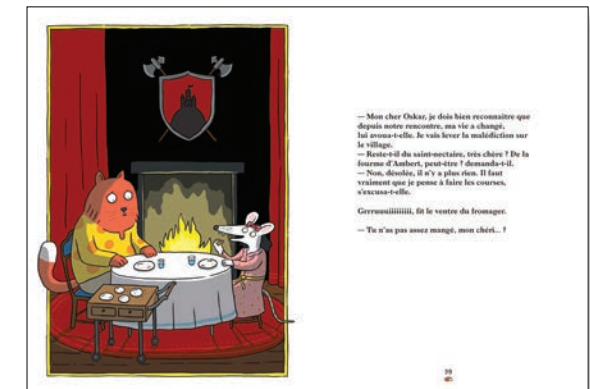 — Mon cher Oskar, je dois bien reconnaitre que
depuis notre rencontre, ma vie a changé,
lui avoua-t-elle. Je vais lever la malédiction sur
le village.
— Reste-t-il du saint-nectaire, très chère ? De la
fourme d'Ambert, peut-être ? demanda-t-il.
— Non, désolée, il n'y a plus rien. Il faut
vraiment que je pense à faire les courses,
s'excusa-t-elle.
Grrruuuiiiiiiiii, fit le ventre du fromager.
— Tu n'as pas assez mangé, mon chéri... ?